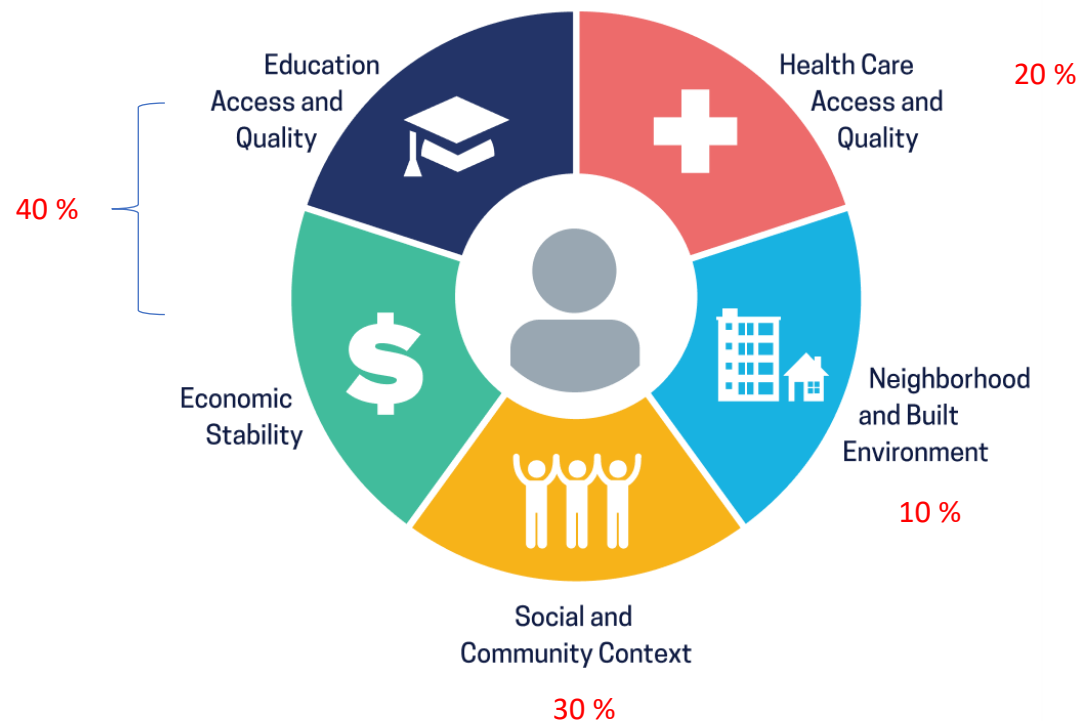 Education
Access and
Quality
Health Care
Access and
Quality
20 %
40 %
Economic
Stability
Neighborhood
and Built
Environment
10 %
Social and
Community Context
30 %